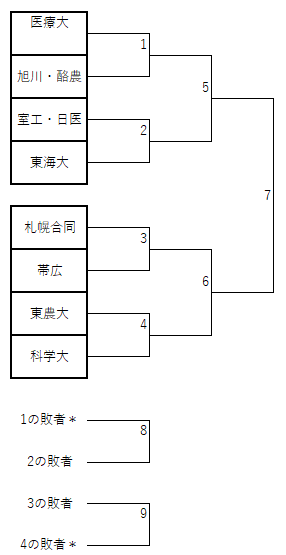 医療大
1
旭川・酪農
5
室工・日医
2
東海大
7
札幌合同
3
帯広
6
東農大
4
科学大
1の敗者＊
8
2の敗者
3の敗者
9
4の敗者＊